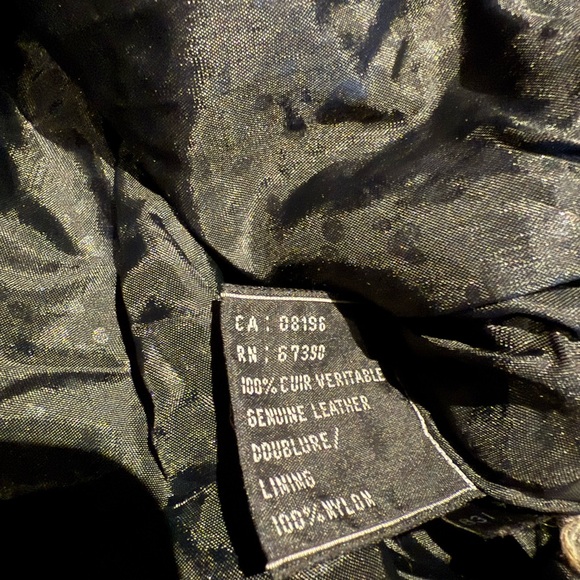 CA : 08196
RN : 67390
100% CUIR VERITABLE
GENUINE LEATHER
DOUBLURE/
LINING
100% NYLON